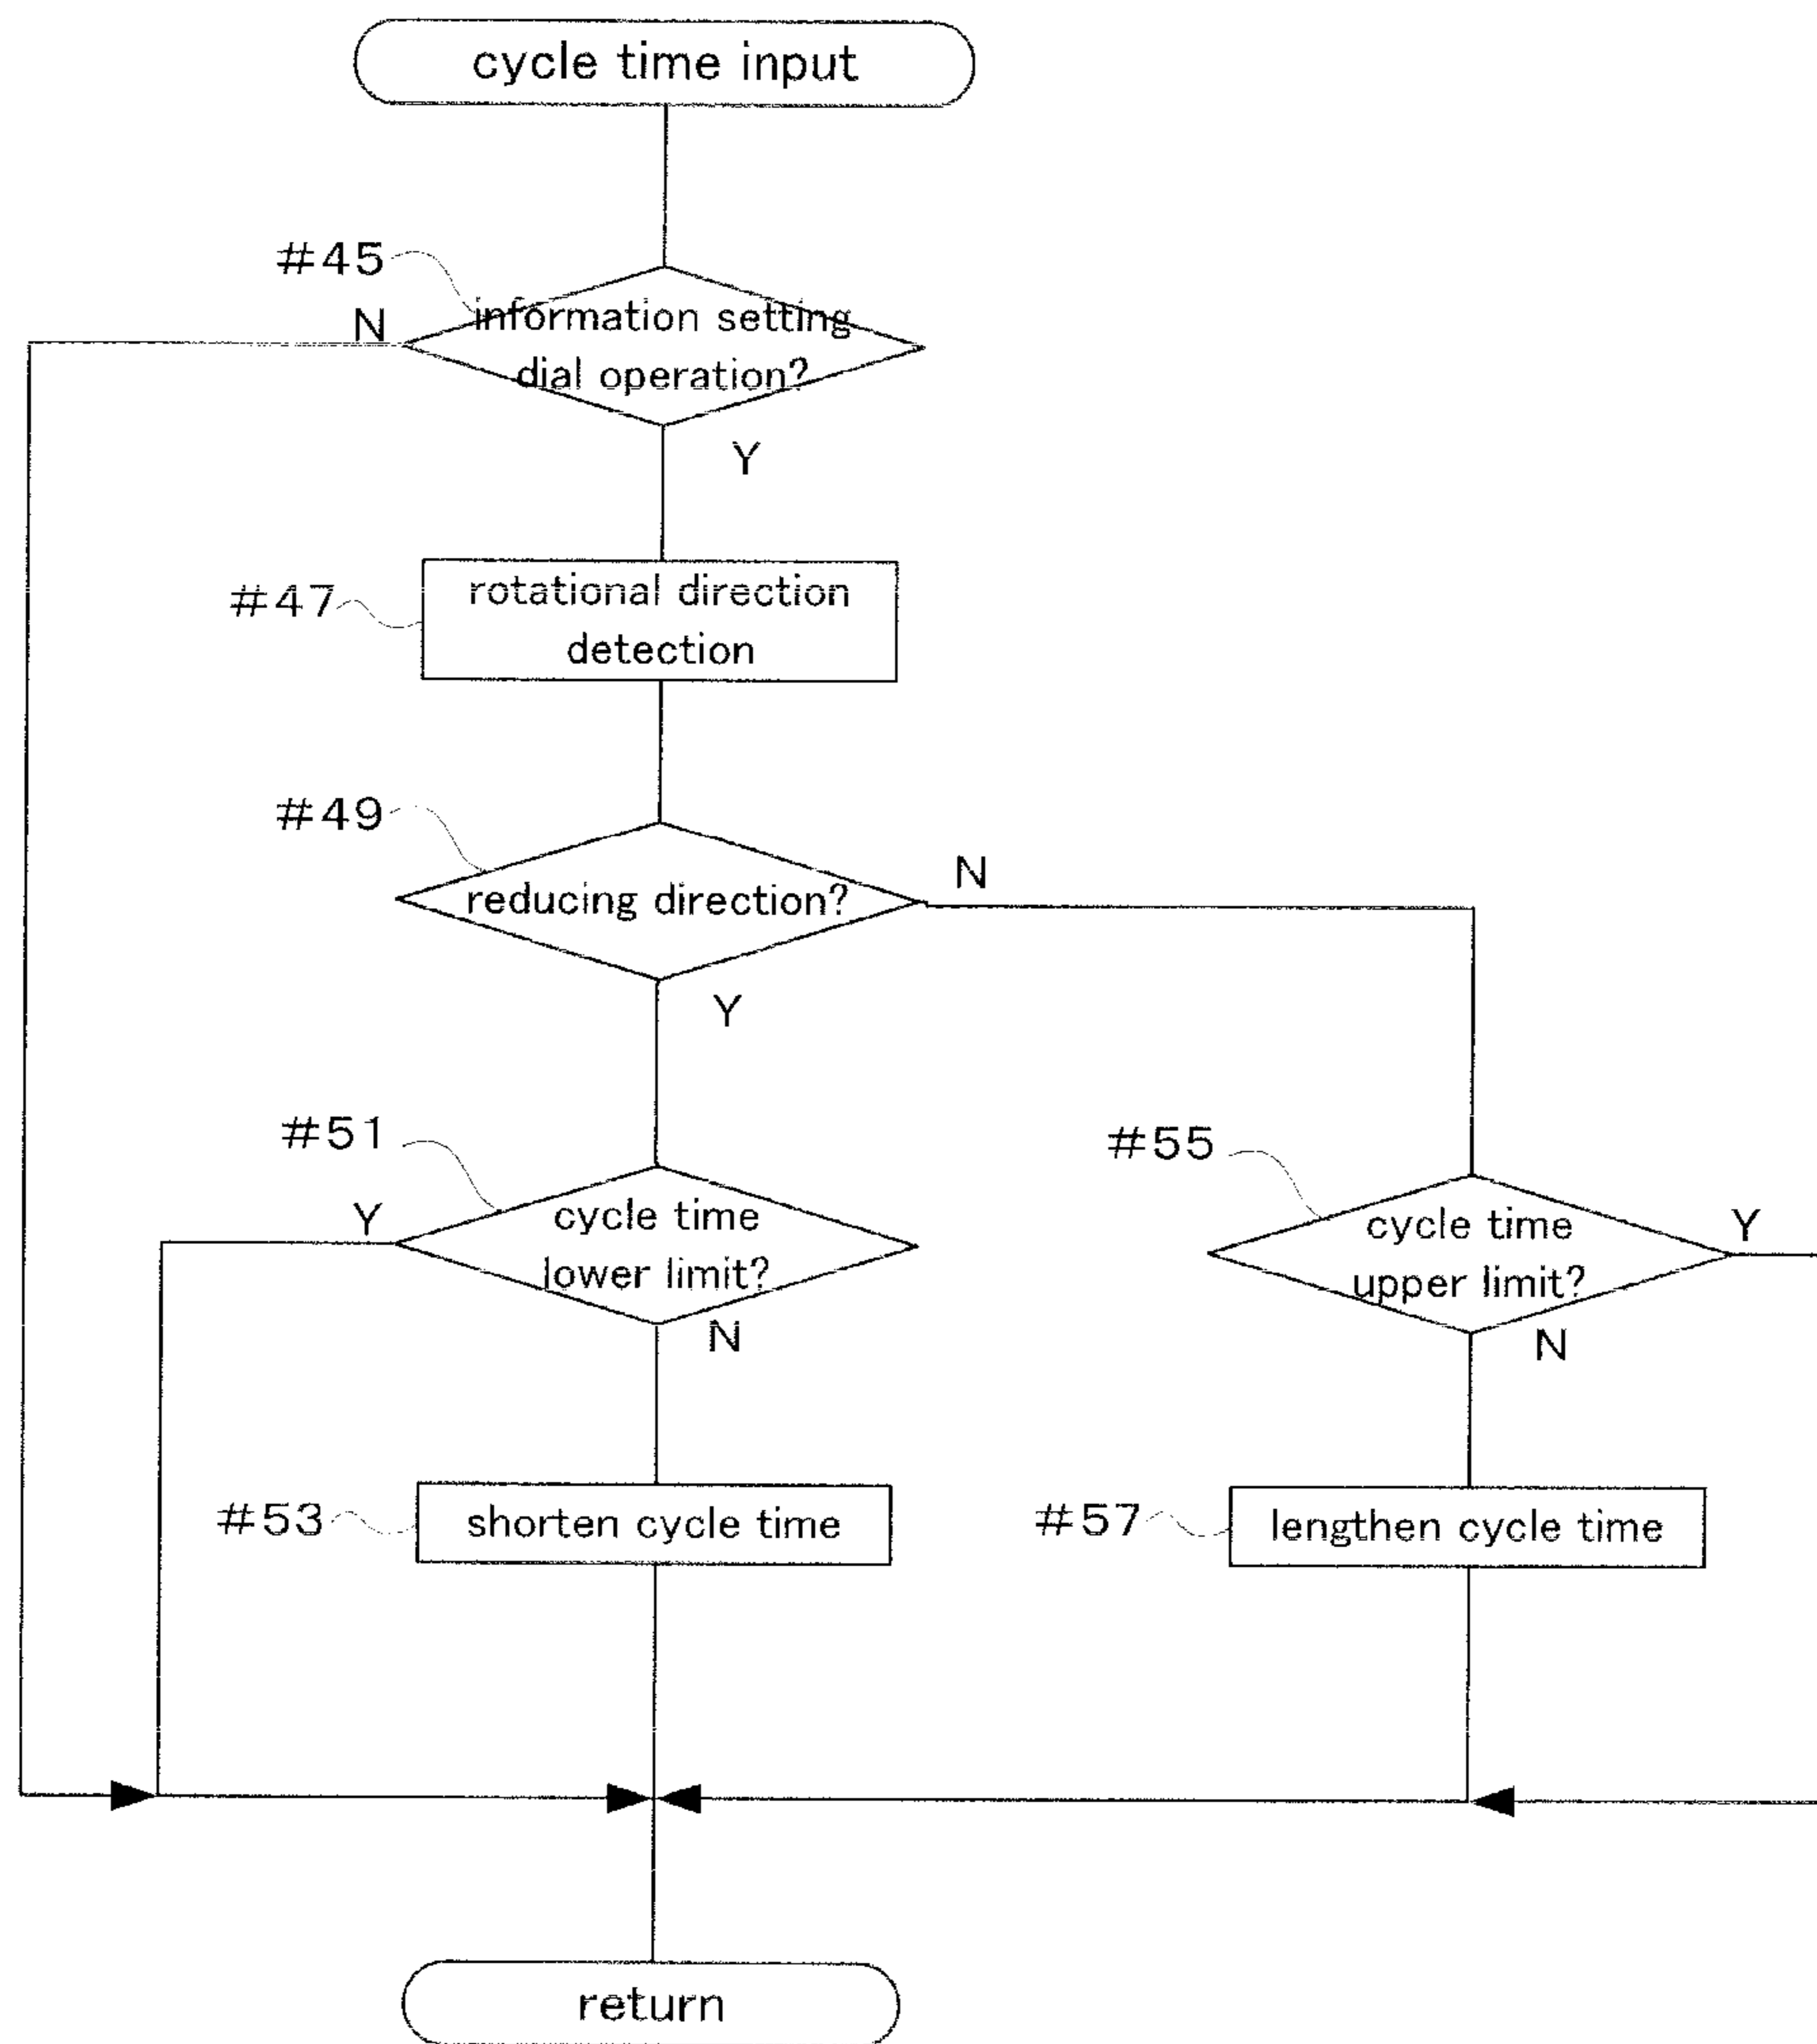 cycle time input
#45
N
information setting
dial operation?
Y
#47
rotational direction
detection
#49
reducing direction?
N
Y
#51
Y
cycle time
lower limit?
N
#55
cycle time
upper limit?
Y
N
#53
shorten cycle time
#57
lengthen cycle time
return